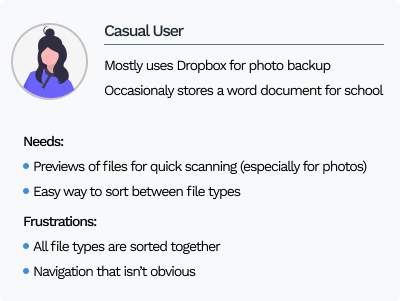 Casual User
Mostly uses Dropbox for photo backup
Occasionaly stores a word document for school
Needs:
Previews of files for quick scanning (especially for photos)
Easy way to sort between file types
Frustrations:
All file types are sorted together
Navigation that isn't obvious